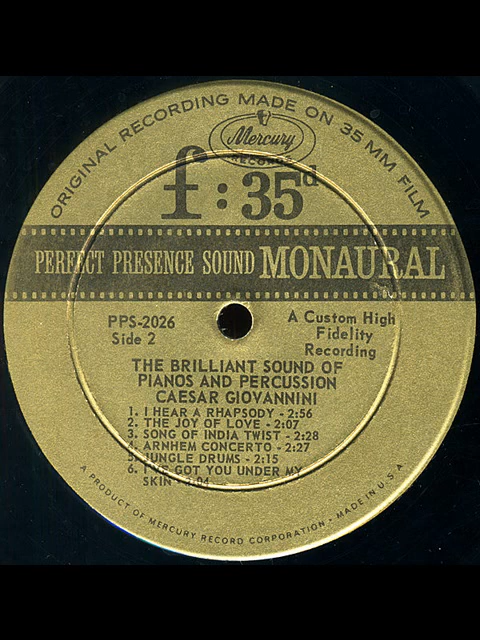 ORIGINAL RECORDING MADE ON 35 MM FILM
Mercury
RECORDS
f:35d
PERFECT PRESENCE SOUND MONAURAL
PPS-2026
Side 2
A Custom High
Fidelity
Recording
THE BRILLIANT SOUND OF
PIANOS AND PERCUSSION
CAESAR GIOVANNINI
1. I HEAR A RHAPSODY - 2:56
2. THE JOY OF LOVE - 2:07
3. SONG OF INDIA TWIST - 2:28
4. ARNHEM CONCERTO - 2:27
5. JUNGLE DRUMS - 2:15
6. I'VE GOT YOU UNDER MY
SKIN - 3:04
A PRODUCT OF MERCURY RECORD CORPORATION • MADE IN U.S.A